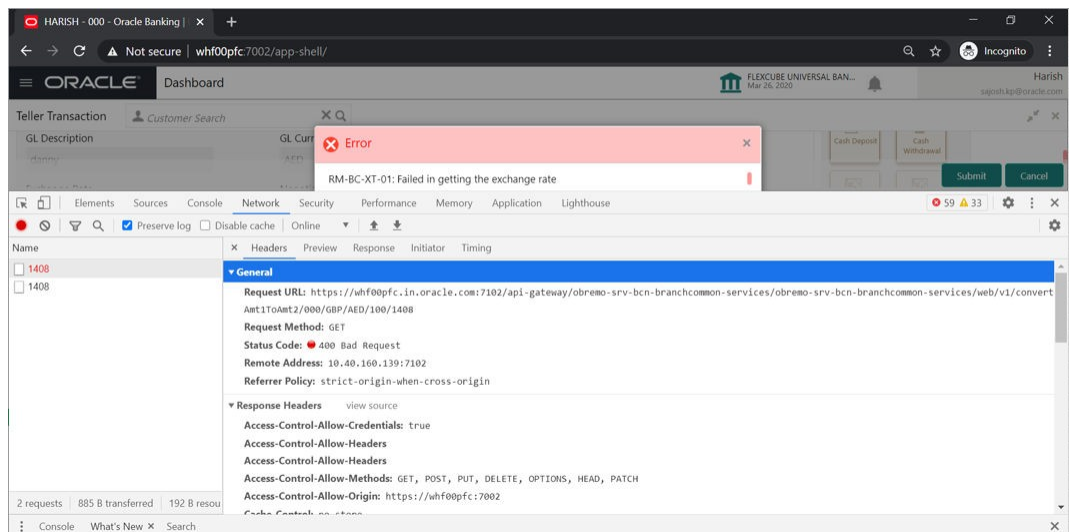 HARISH - 000 - Oracle Banking |
Not secure | whf00pfc:7002/app-shell/
Incognito
ORACLE Dashboard
FLEXCUBE UNIVERSAL BAN...
Mar 26, 2020
Harish
sajosh.kp@oracle.com
Teller Transaction
Customer Search
GL Description
GL Curr
danny
AED
Error
RM-BC-XT-01: Failed in getting the exchange rate
Cash Deposit
Cash Withdrawal
Submit
Cancel
Elements Sources Console Network Security Performance Memory Application Lighthouse 59 33
Preserve log Disable cache Online
Name
1408
1408
Headers Preview Response Initiator Timing
General
Request URL: https://whf00pfc.in.oracle.com:7102/api-gateway/obremo-srv-bcn-branchcommon-services/obremo-srv-bcn-branchcommon-services/web/v1/convert
Amt1ToAmt2/000/GBP/AED/100/1408
Request Method: GET
Status Code: 400 Bad Request
Remote Address: 10.40.160.139:7102
Referrer Policy: strict-origin-when-cross-origin
Response Headers view source
Access-Control-Allow-Credentials: true
Access-Control-Allow-Headers
Access-Control-Allow-Headers
Access-Control-Allow-Methods: GET, POST, PUT, DELETE, OPTIONS, HEAD, PATCH
Access-Control-Allow-Origin: https://whf00pfc:7002
Cache-Control: no-store
2 requests 885 B transferred 192 B resou
Console What's New Search